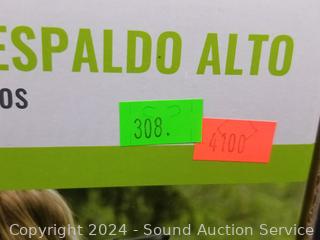 ESPALDO ALTO
OS
308.
4100
Copyright 2024 - Sound Auction Service